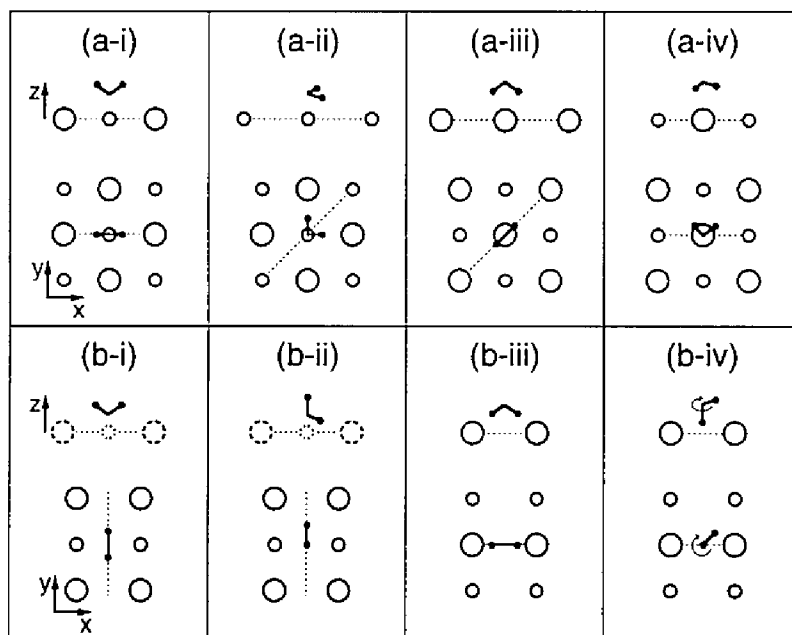 (a-i) (a-ii) (a-iii) (a-iv)
z
y
x
(b-i) (b-ii) (b-iii) (b-iv)
z
y
x